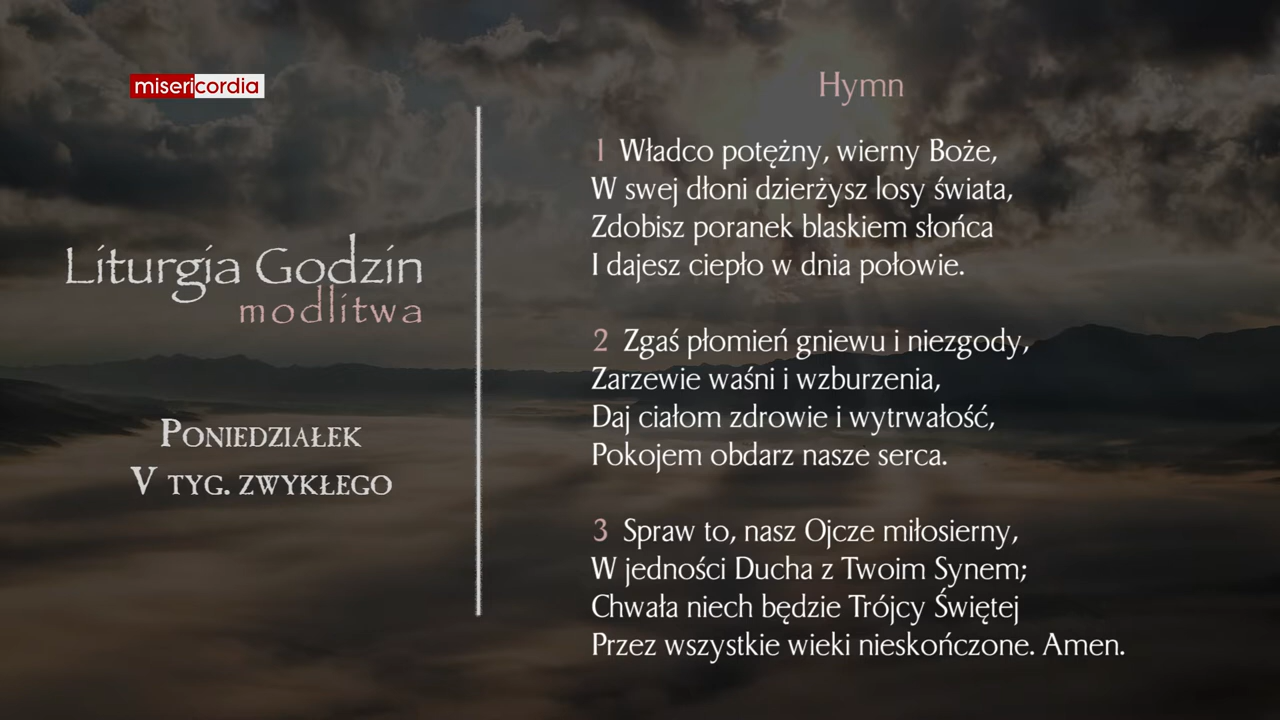 misericordia
Liturgia Godzin
modlitwa
Poniedziałek
V tyg. zwykłego
Hymn
1 Władco potężny, wierny Boże,
W swej dłoni dzierżysz losy świata,
Zdobisz poranek blaskiem słońca
I dajesz ciepło w dnia połowie.
2 Zgaś płomień gniewu i niezgody,
Zarzewie waśni i wzburzenia,
Daj ciałom zdrowie i wytrwałość,
Pokojem obdarz nasze serca.
3 Spraw to, nasz Ojcze miłosierny,
W jedności Ducha z Twoim Synem;
Chwała niech będzie Trójcy Świętej
Przez wszystkie wieki nieskończone. Amen.